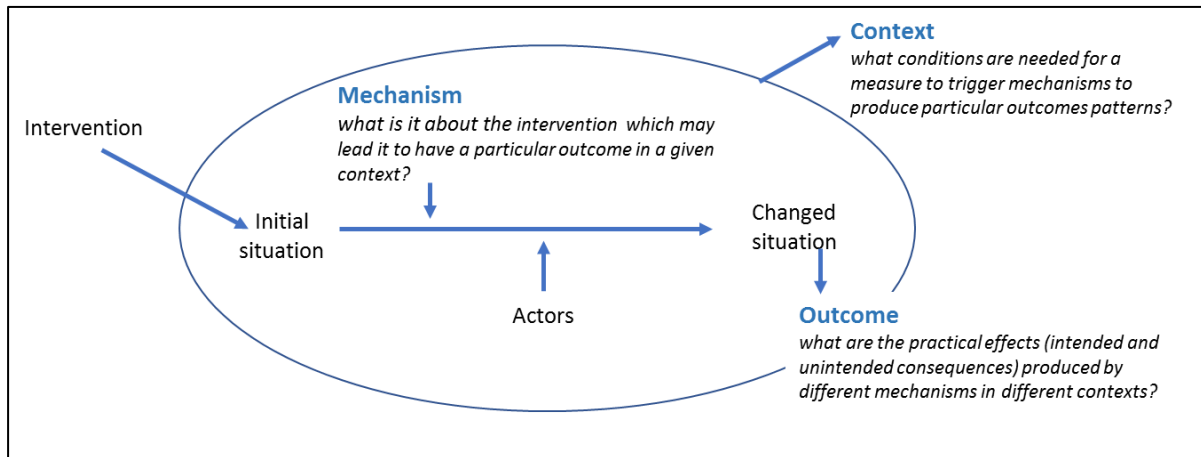 Context
what conditions are needed for a
measure to trigger mechanisms to
produce particular outcomes patterns?
Mechanism
what is it about the intervention which may
lead it to have a particular outcome in a given
context?
Intervention
Initial
situation
Changed
situation
Actors
Outcome
what are the practical effects (intended and
unintended consequences) produced by
different mechanisms in different contexts?